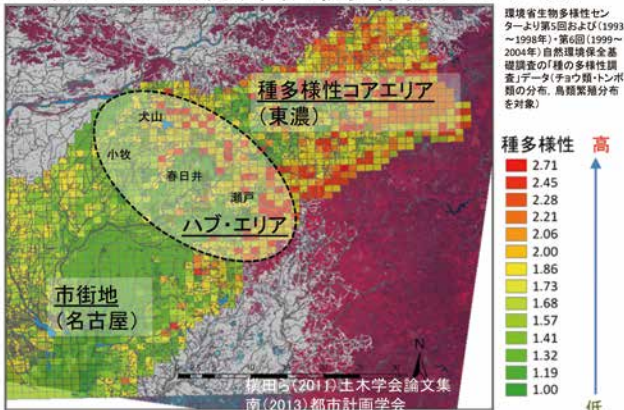 環境省生物多様性セン
ターより第5回および(1993
～1998年)・第6回(1999～
2004年)自然環境保全基
礎調査の「種の多様性調
査」データ(チョウ類・トンボ
類の分布、鳥類繁殖分布
を対象)
種多様性コアエリア
(東濃)
犬山
小牧
春日井
瀬戸
ハブ・エリア
市街地
(名古屋)
N
横田ら(2011)土木学会論文集
南(2013)都市計画学会
種多様性 高
2.71
2.45
2.28
2.21
2.06
2.00
1.86
1.73
1.68
1.57
1.41
1.32
1.19
1.00
低